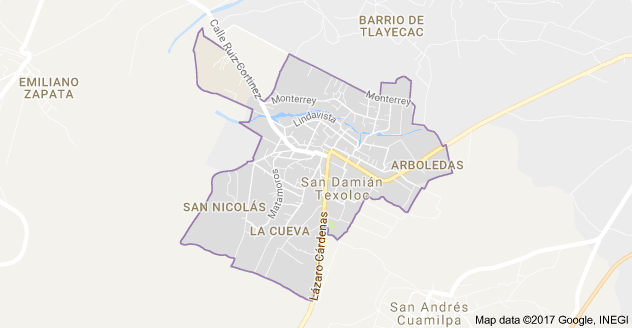 BARRIO DE
TLAYECAC
Calle Ruiz Cortinez
EMILIANO
ZAPATA
Monterrey
Monterrey
Lindavista
ARBOLEDAS
San Damián
Texoloc
Matamoros
SAN NICOLÁS
LA CUEVA
Lázaro Cárdenas
San Andrés
Cuamilpa
Map data ©2017 Google, INEGI